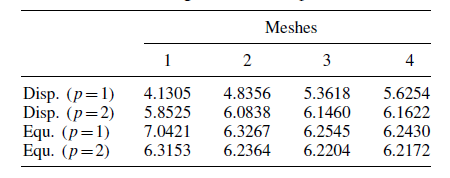 Meshes
1 2 3 4
Disp. (p=1) 4.1305 4.8356 5.3618 5.6254
Disp. (p=2) 5.8525 6.0838 6.1460 6.1622
Equ. (p=1) 7.0421 6.3267 6.2545 6.2430
Equ. (p=2) 6.3153 6.2364 6.2204 6.2172